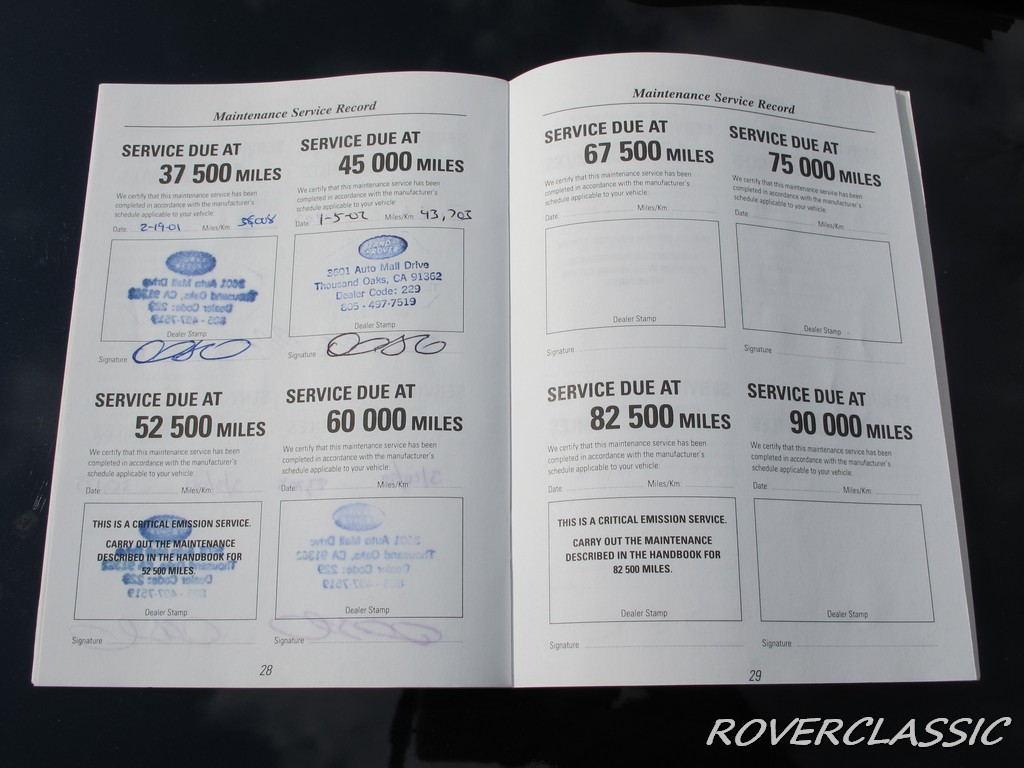 Maintenance Service Record
SERVICE DUE AT
37 500 MILES
We certify that this maintenance service has been
completed in accordance with the manufacturer's
schedule applicable to your vehicle:
Date 2-19-01 Miles/Km:
Dealer Stamp
Signature
SERVICE DUE AT
45 000 MILES
We certify that this maintenance service has been
completed in accordance with the manufacturer's
schedule applicable to your vehicle:
Date 1-5-02 Miles/Km: 43,703
LAND ROVER
3601 Auto Mall Drive
Thousand Oaks, CA 91362
Dealer Code: 229
805 - 497-7519
Dealer Stamp
Signature
SERVICE DUE AT
52 500 MILES
We certify that this maintenance service has been
completed in accordance with the manufacturer's
schedule applicable to your vehicle:
Date Miles/Km:
THIS IS A CRITICAL EMISSION SERVICE.
CARRY OUT THE MAINTENANCE
DESCRIBED IN THE HANDBOOK FOR
52 500 MILES.
Dealer Stamp
Signature
SERVICE DUE AT
60 000 MILES
We certify that this maintenance service has been
completed in accordance with the manufacturer's
schedule applicable to your vehicle:
Date Miles/Km:
Dealer Stamp
Signature
28
Maintenance Service Record
SERVICE DUE AT
67 500 MILES
We certify that this maintenance service has been
completed in accordance with the manufacturer's
schedule applicable to your vehicle:
Date Miles/Km:
Dealer Stamp
Signature
SERVICE DUE AT
75 000 MILES
We certify that this maintenance service has been
completed in accordance with the manufacturer's
schedule applicable to your vehicle:
Date Miles/Km:
Dealer Stamp
Signature
SERVICE DUE AT
82 500 MILES
We certify that this maintenance service has been
completed in accordance with the manufacturer's
schedule applicable to your vehicle:
Date Miles/Km:
THIS IS A CRITICAL EMISSION SERVICE.
CARRY OUT THE MAINTENANCE
DESCRIBED IN THE HANDBOOK FOR
82 500 MILES.
Dealer Stamp
Signature
SERVICE DUE AT
90 000 MILES
We certify that this maintenance service has been
completed in accordance with the manufacturer's
schedule applicable to your vehicle:
Date Miles/Km:
Dealer Stamp
Signature
29
ROVERCLASSIC